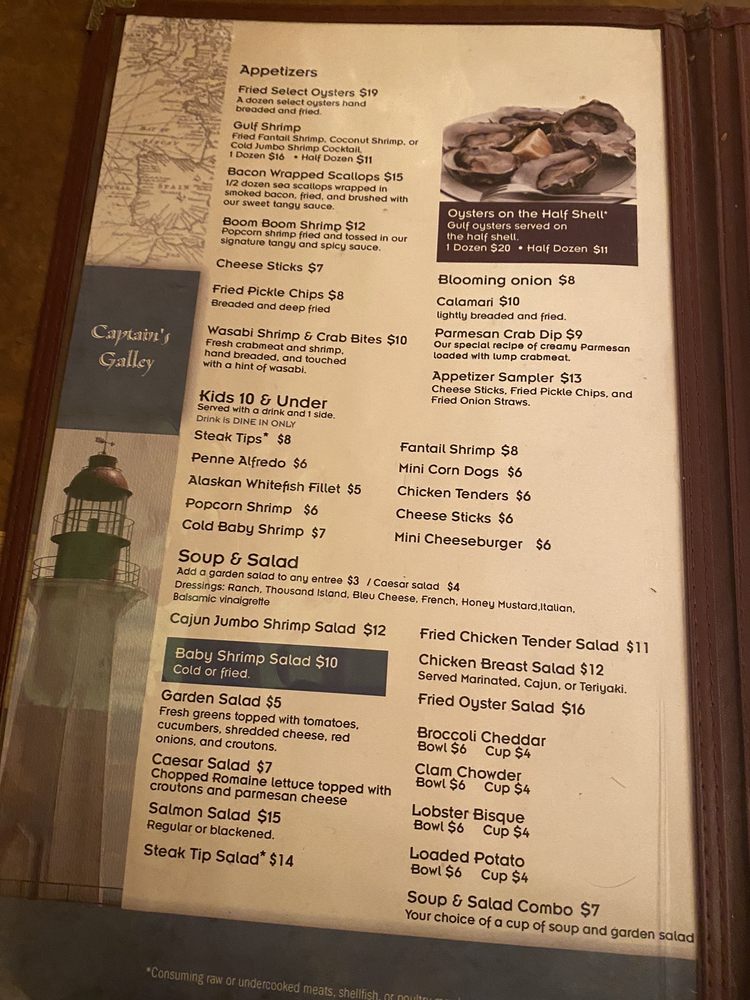 Appetizers
Fried Select Oysters $19
A dozen select oysters hand
breaded and fried.
Gulf Shrimp
Fried Fantail Shrimp, Coconut Shrimp, or
Cold Jumbo Shrimp Cocktail.
1 Dozen $16 • Half Dozen $11
Bacon Wrapped Scallops $15
1/2 dozen sea scallops wrapped in
smoked bacon, fried, and brushed with
our sweet tangy sauce.
Boom Boom Shrimp $12
Popcorn shrimp fried and tossed in our
signature tangy and spicy sauce.
Cheese Sticks $7
Fried Pickle Chips $8
Breaded and deep fried
Wasabi Shrimp & Crab Bites $10
Fresh crabmeat and shrimp,
hand breaded, and touched
with a hint of wasabi.
Oysters on the Half Shell*
Gulf oysters served on
the half shell.
1 Dozen $20 • Half Dozen $11
Blooming onion $8
Calamari $10
lightly breaded and fried.
Parmesan Crab Dip $9
Our special recipe of creamy Parmesan
loaded with lump crabmeat.
Appetizer Sampler $13
Cheese Sticks, Fried Pickle Chips, and
Fried Onion Straws.
Captain's
Galley
SPAIN
Kids 10 & Under
Served with a drink and 1 side.
Drink is DINE IN ONLY
Steak Tips* $8
Penne Alfredo $6
Alaskan Whitefish Fillet $5
Popcorn Shrimp $6
Cold Baby Shrimp $7
Fantail Shrimp $8
Mini Corn Dogs $6
Chicken Tenders $6
Cheese Sticks $6
Mini Cheeseburger $6
Soup & Salad
Add a garden salad to any entree $3 / Caesar salad $4
Dressings: Ranch, Thousand Island, Bleu Cheese, French, Honey Mustard,Italian,
Balsamic vinaigrette
Cajun Jumbo Shrimp Salad $12
Baby Shrimp Salad $10
Cold or fried.
Garden Salad $5
Fresh greens topped with tomatoes,
cucumbers, shredded cheese, red
onions, and croutons.
Caesar Salad $7
Chopped Romaine lettuce topped with
croutons and parmesan cheese
Salmon Salad $15
Regular or blackened.
Steak Tip Salad* $14
Fried Chicken Tender Salad $11
Chicken Breast Salad $12
Served Marinated, Cajun, or Teriyaki.
Fried Oyster Salad $16
Broccoli Cheddar
Bowl $6 Cup $4
Clam Chowder
Bowl $6 Cup $4
Lobster Bisque
Bowl $6 Cup $4
Loaded Potato
Bowl $6 Cup $4
Soup & Salad Combo $7
Your choice of a cup of soup and garden salad
*Consuming raw or undercooked meats, shellfish, or poultry